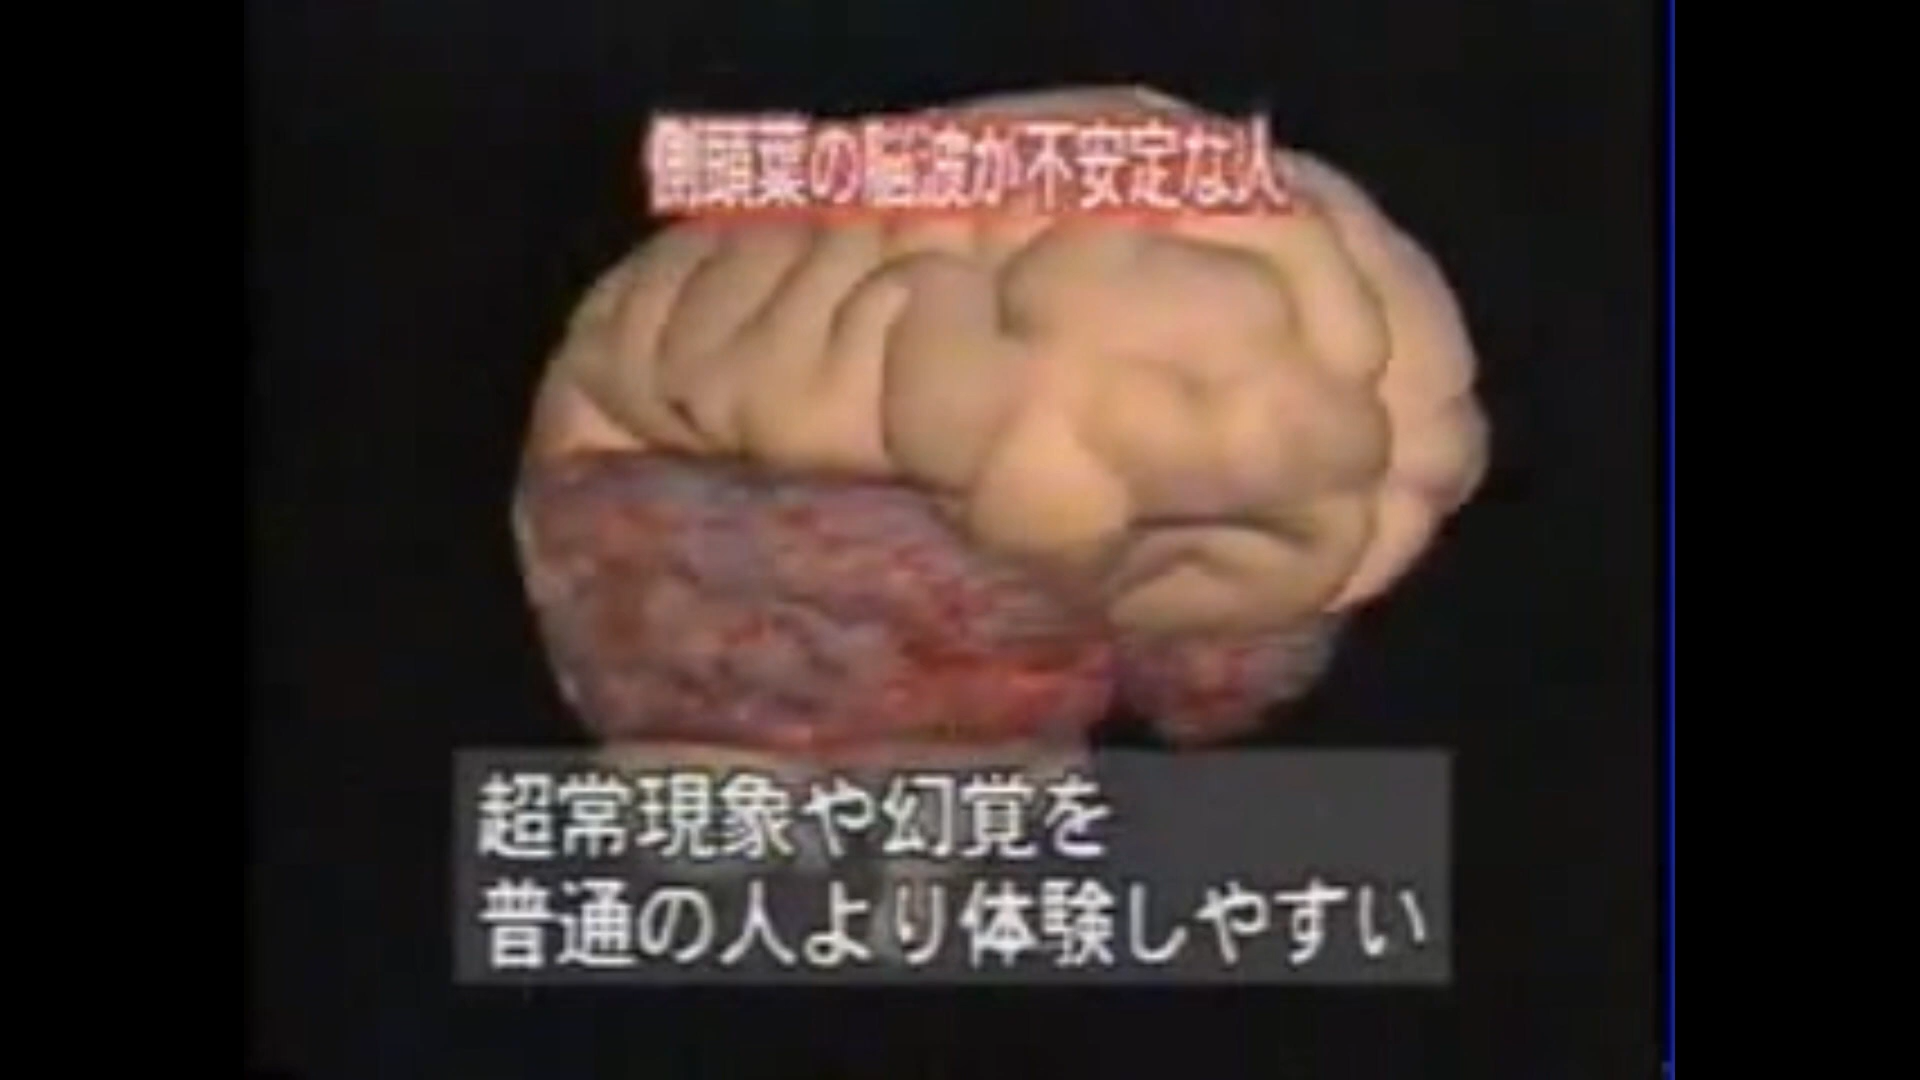 側頭葉の脳波が不安定な人
超常現象や幻覚を
普通の人より体験しやすい